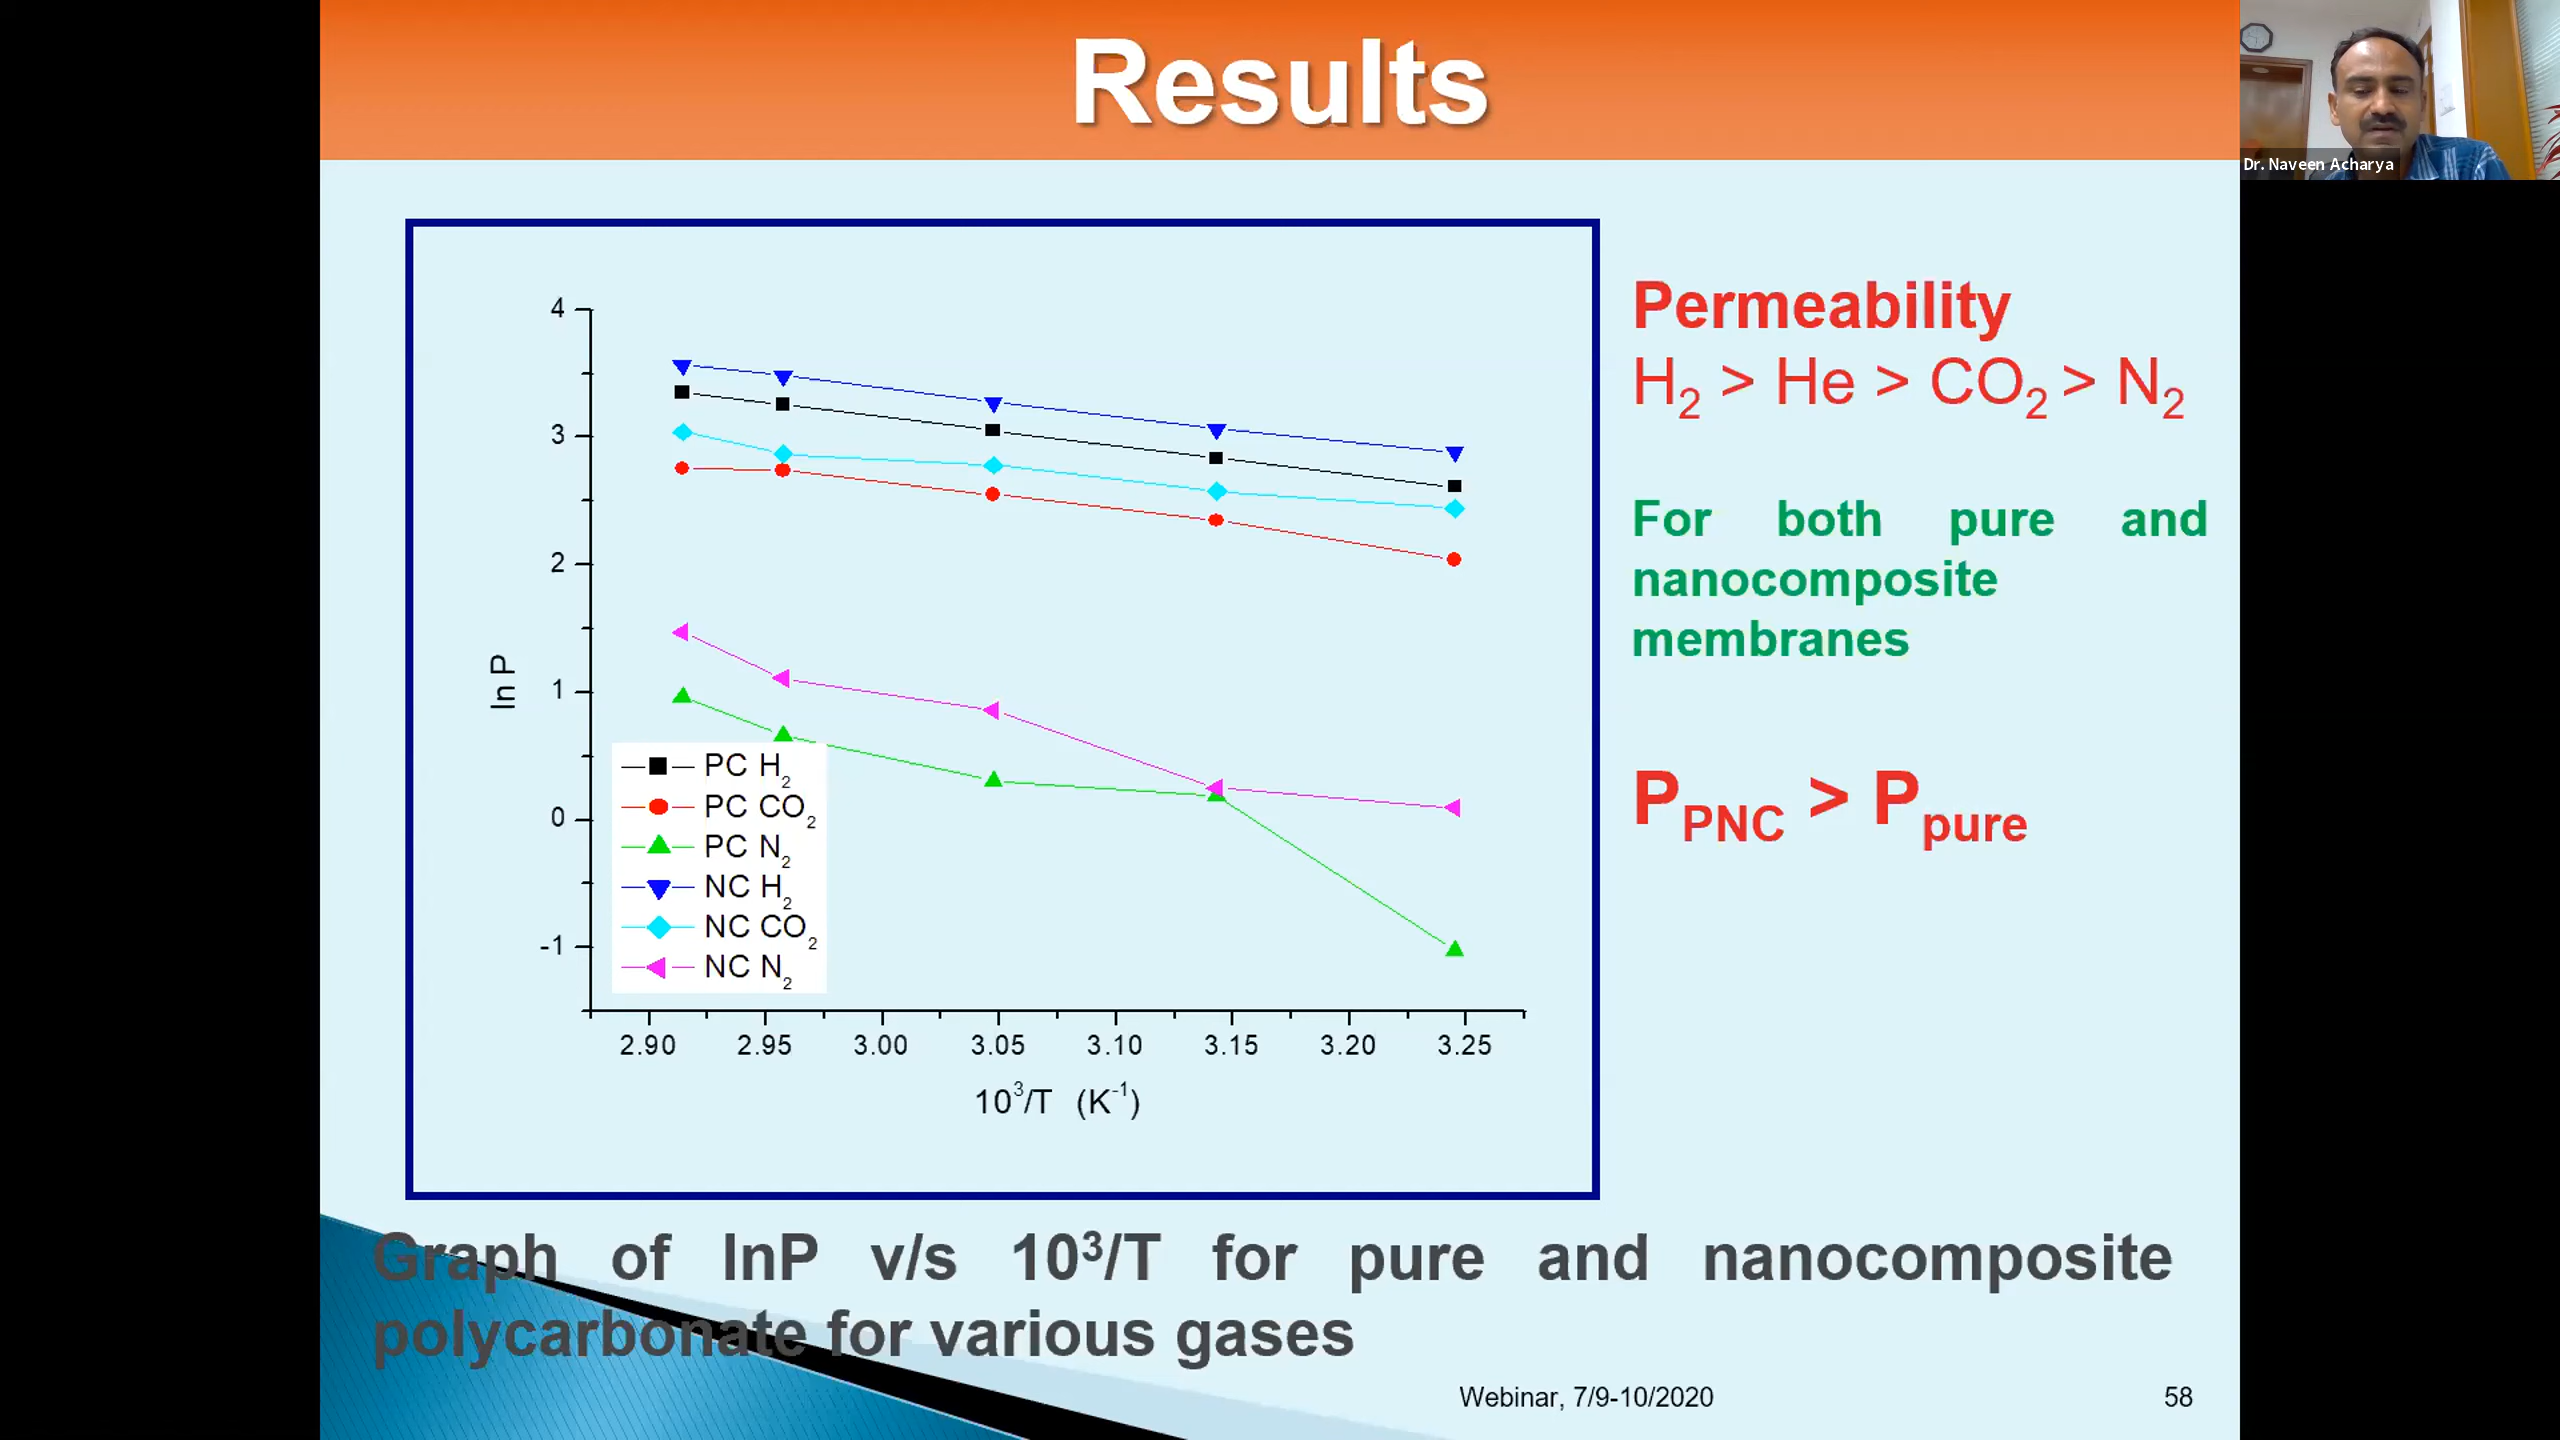 Results
Dr. Naveen Acharya
4
3
2
1
0
-1
ln P
PC H2
PC CO2
PC N2
NC H2
NC CO2
NC N2
2.90 2.95 3.00 3.05 3.10 3.15 3.20 3.25
10³/T (K⁻¹)
Permeability
H₂ > He > CO₂ > N₂
For both pure and
nanocomposite
membranes
P_PNC > P_pure
Graph of lnP v/s 10³/T for pure and nanocomposite
polycarbonate for various gases
Webinar, 7/9-10/2020
58